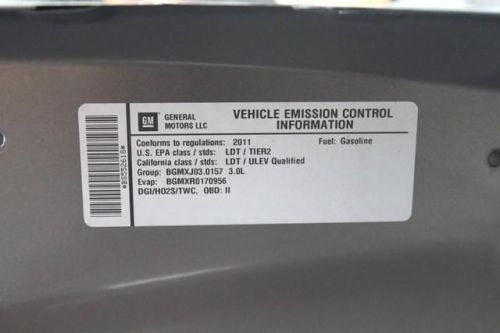 GM
GENERAL MOTORS LLC
VEHICLE EMISSION CONTROL
INFORMATION
Conforms to regulations: 2011 Fuel: Gasoline
U.S. EPA class / stds: LDT / TIER2
California class / stds: LDT / ULEV Qualified
Group: BGMXJ03.0157 3.0L
Evap: BGMXR0170956
DGI/HO2S/TWC, OBD: II